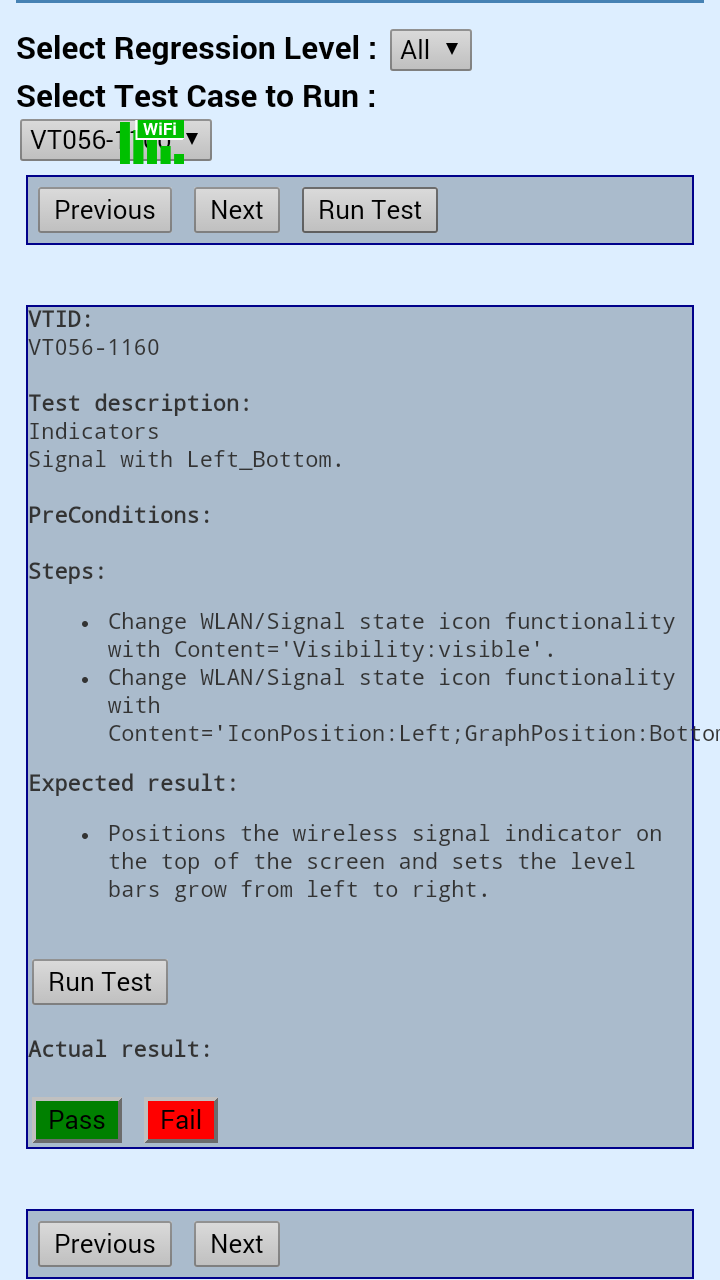 Select Regression Level : All ▼
Select Test Case to Run :
VT056-1160 ▼
WiFi
Previous Next Run Test
VTID:
VT056-1160
Test description:
Indicators
Signal with Left_Bottom.
PreConditions:
Steps:
• Change WLAN/Signal state icon functionality
with Content='Visibility:visible'.
• Change WLAN/Signal state icon functionality
with
Content='IconPosition:Left;GraphPosition:Bottom
Expected result:
• Positions the wireless signal indicator on
the top of the screen and sets the level
bars grow from left to right.
Run Test
Actual result:
Pass Fail
Previous Next